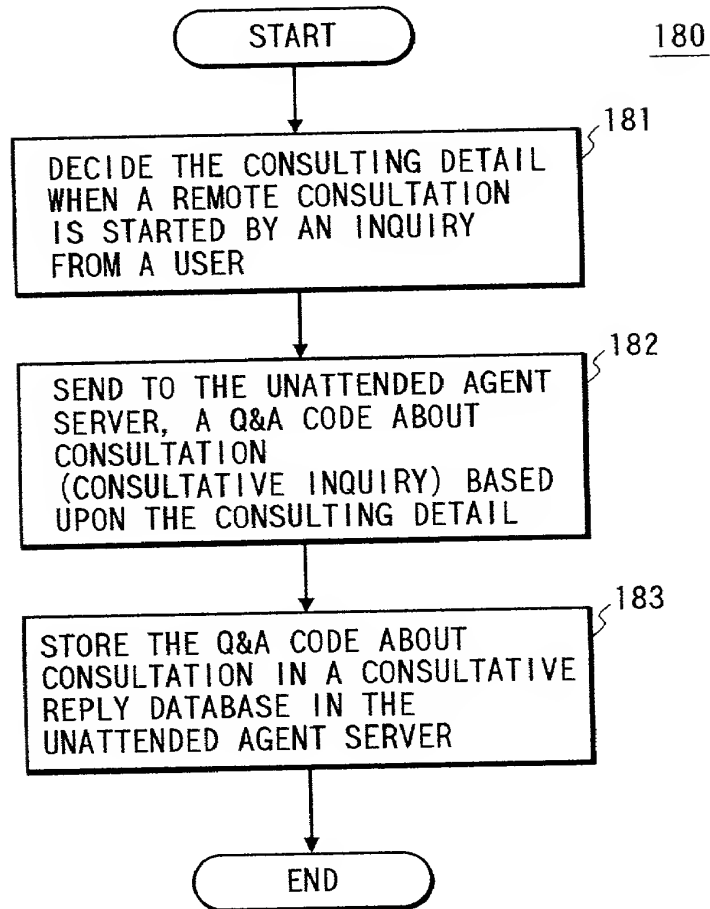 START
180
181
DECIDE THE CONSULTING DETAIL
WHEN A REMOTE CONSULTATION
IS STARTED BY AN INQUIRY
FROM A USER
182
SEND TO THE UNATTENDED AGENT
SERVER, A Q&A CODE ABOUT
CONSULTATION
(CONSULTATIVE INQUIRY) BASED
UPON THE CONSULTING DETAIL
183
STORE THE Q&A CODE ABOUT
CONSULTATION IN A CONSULTATIVE
REPLY DATABASE IN THE
UNATTENDED AGENT SERVER
END